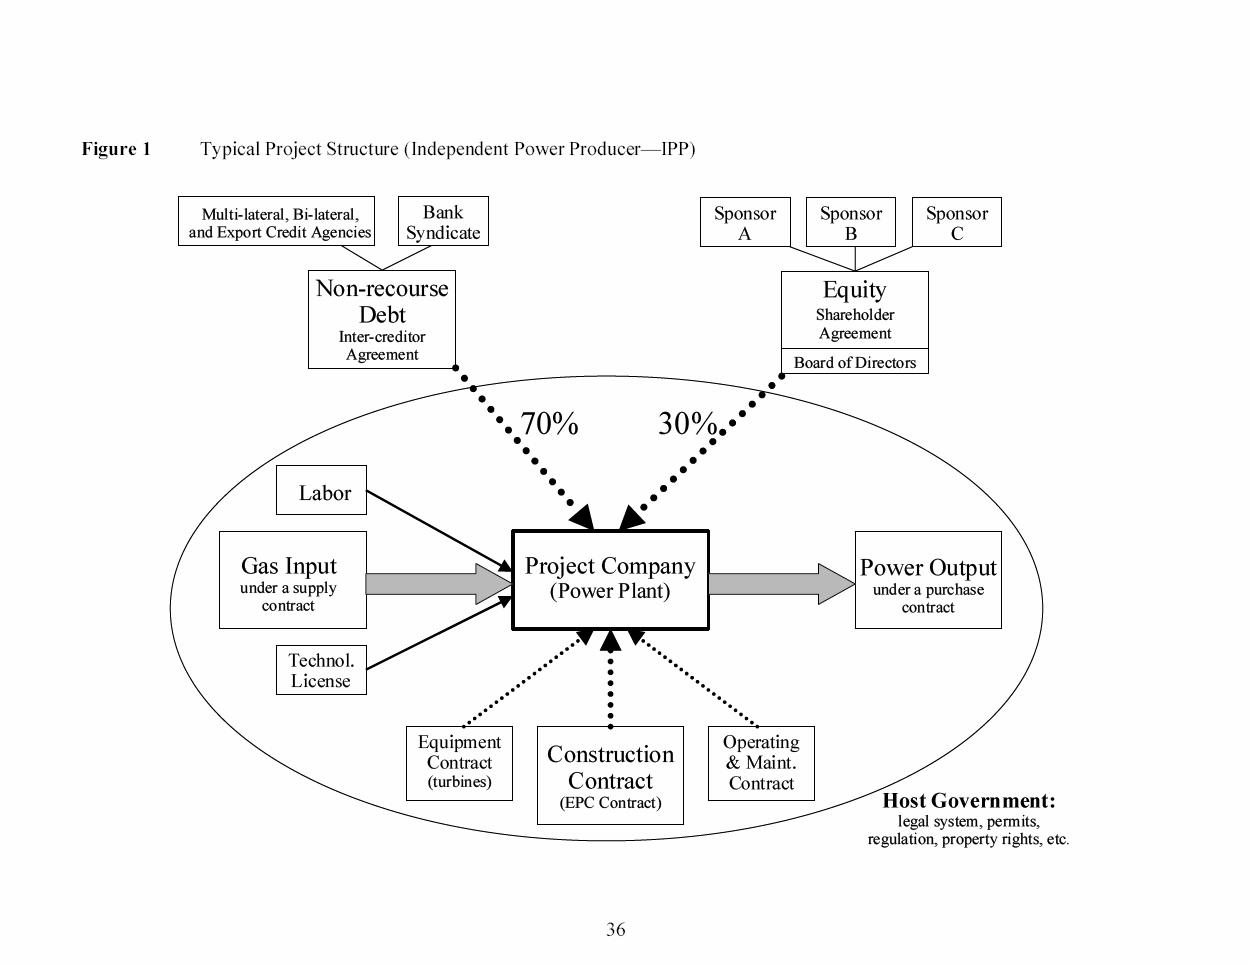 Figure 1 Typical Project Structure (Independent Power Producer—IPP)
Multi-lateral, Bi-lateral,
and Export Credit Agencies
Bank
Syndicate
Sponsor
A
Sponsor
B
Sponsor
C
Non-recourse
Debt
Inter-creditor
Agreement
Equity
Shareholder
Agreement
Board of Directors
70%
30%
Labor
Gas Input
under a supply
contract
Project Company
(Power Plant)
Power Output
under a purchase
contract
Technol.
License
Equipment
Contract
(turbines)
Construction
Contract
(EPC Contract)
Operating
& Maint.
Contract
Host Government:
legal system, permits,
regulation, property rights, etc.
36